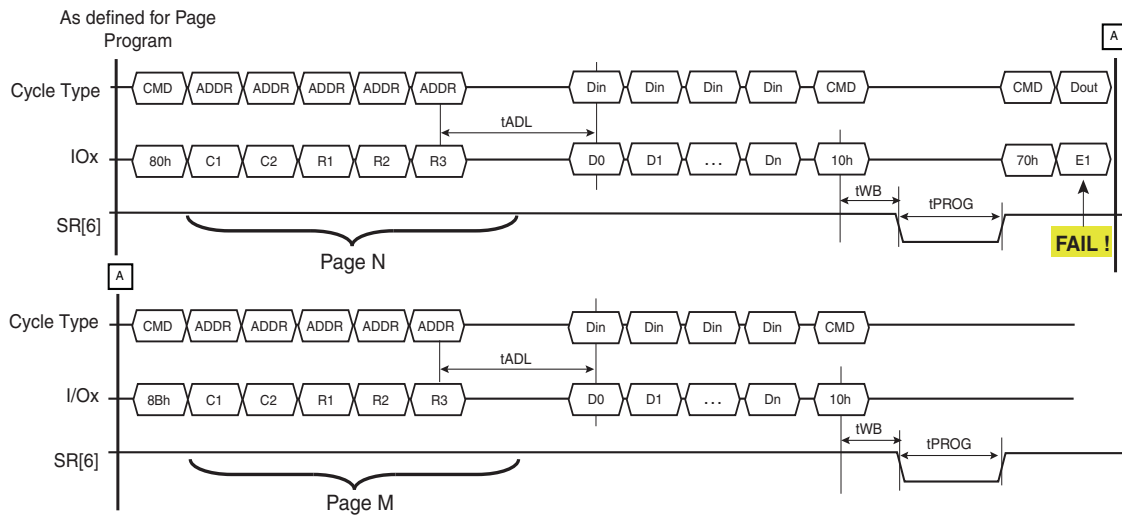 As defined for Page
Program
A
Cycle Type CMD ADDR ADDR ADDR ADDR ADDR Din Din Din Din CMD CMD Dout
tADL
IOx 80h C1 C2 R1 R2 R3 D0 D1 ... Dn 10h 70h E1
tWB tPROG
SR[6]
FAIL !
Page N
A
Cycle Type CMD ADDR ADDR ADDR ADDR ADDR Din Din Din Din CMD
tADL
I/Ox 8Bh C1 C2 R1 R2 R3 D0 D1 ... Dn 10h
tWB tPROG
SR[6]
Page M